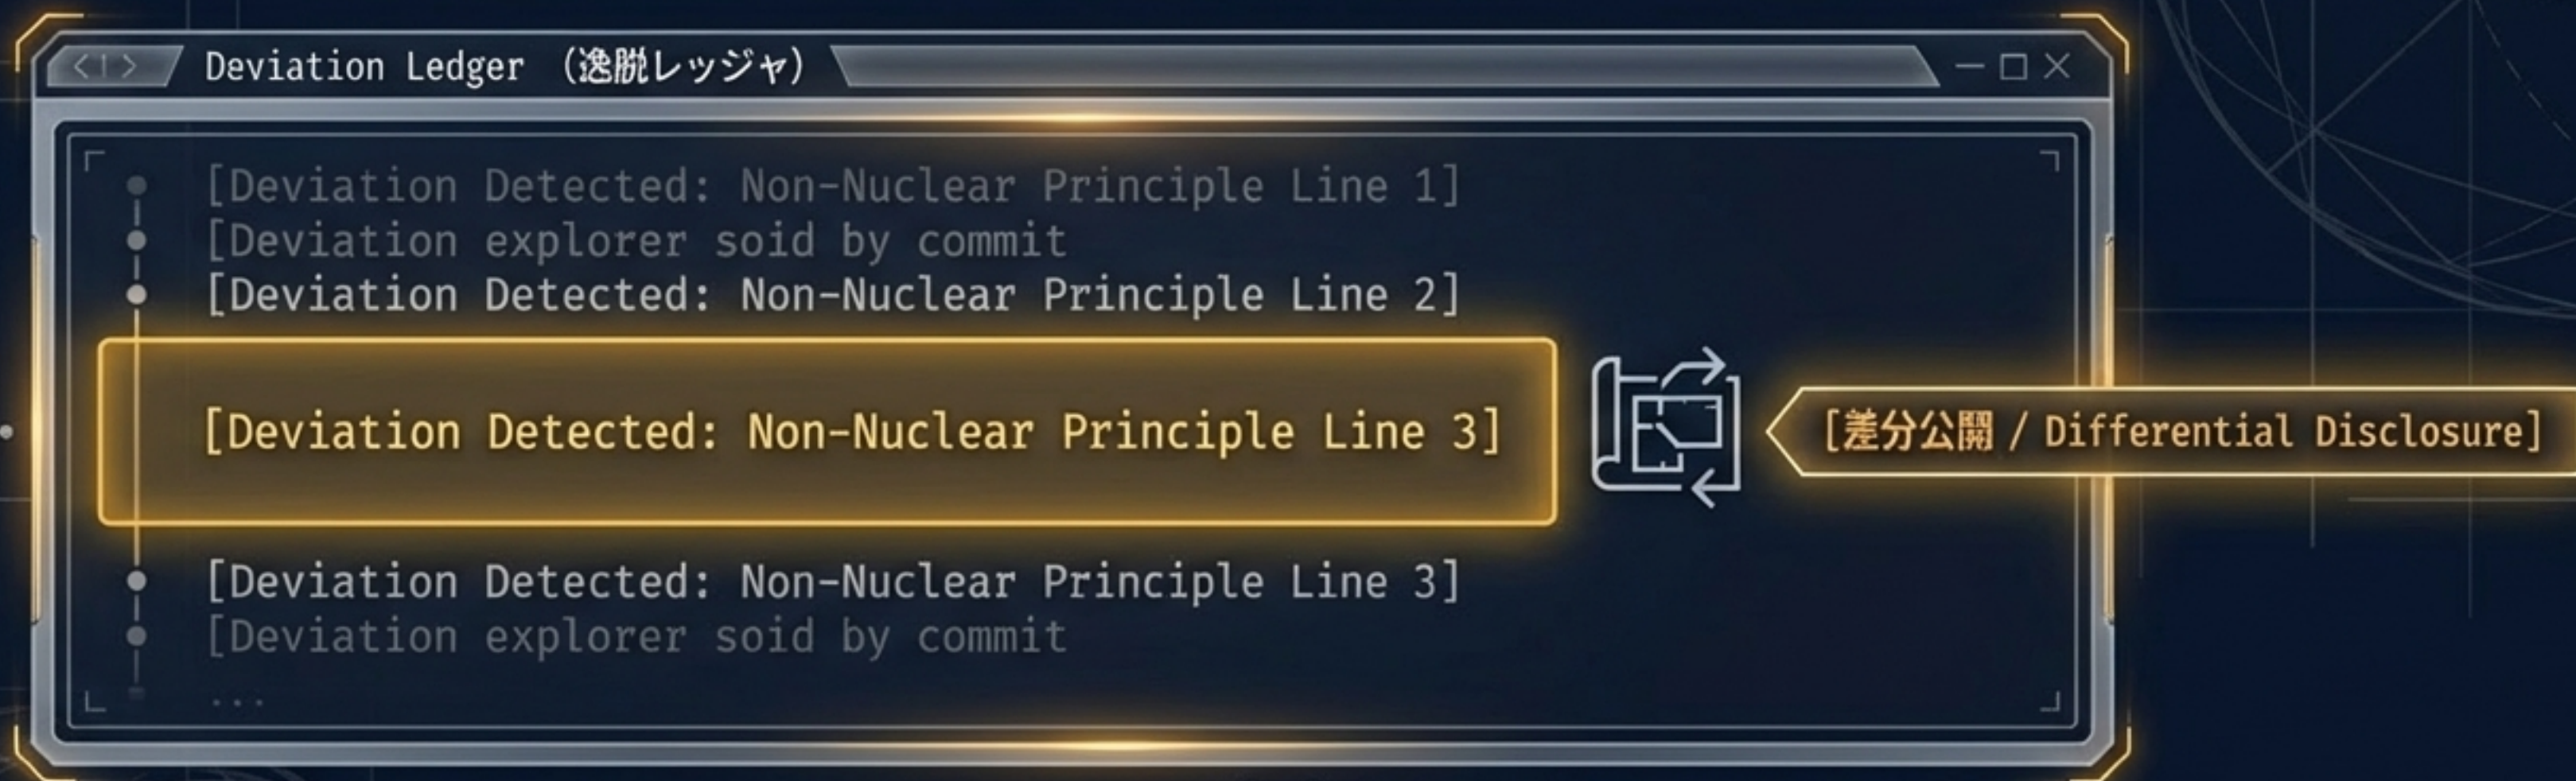 Deviation Ledger (逸脱レッジャ)
[Deviation Detected: Non-Nuclear Principle Line 1]
[Deviation explorer soid by commit
[Deviation Detected: Non-Nuclear Principle Line 2]
[Deviation Detected: Non-Nuclear Principle Line 3]
[差分公開 / Differential Disclosure]
[Deviation Detected: Non-Nuclear Principle Line 3]
[Deviation explorer soid by commit
...